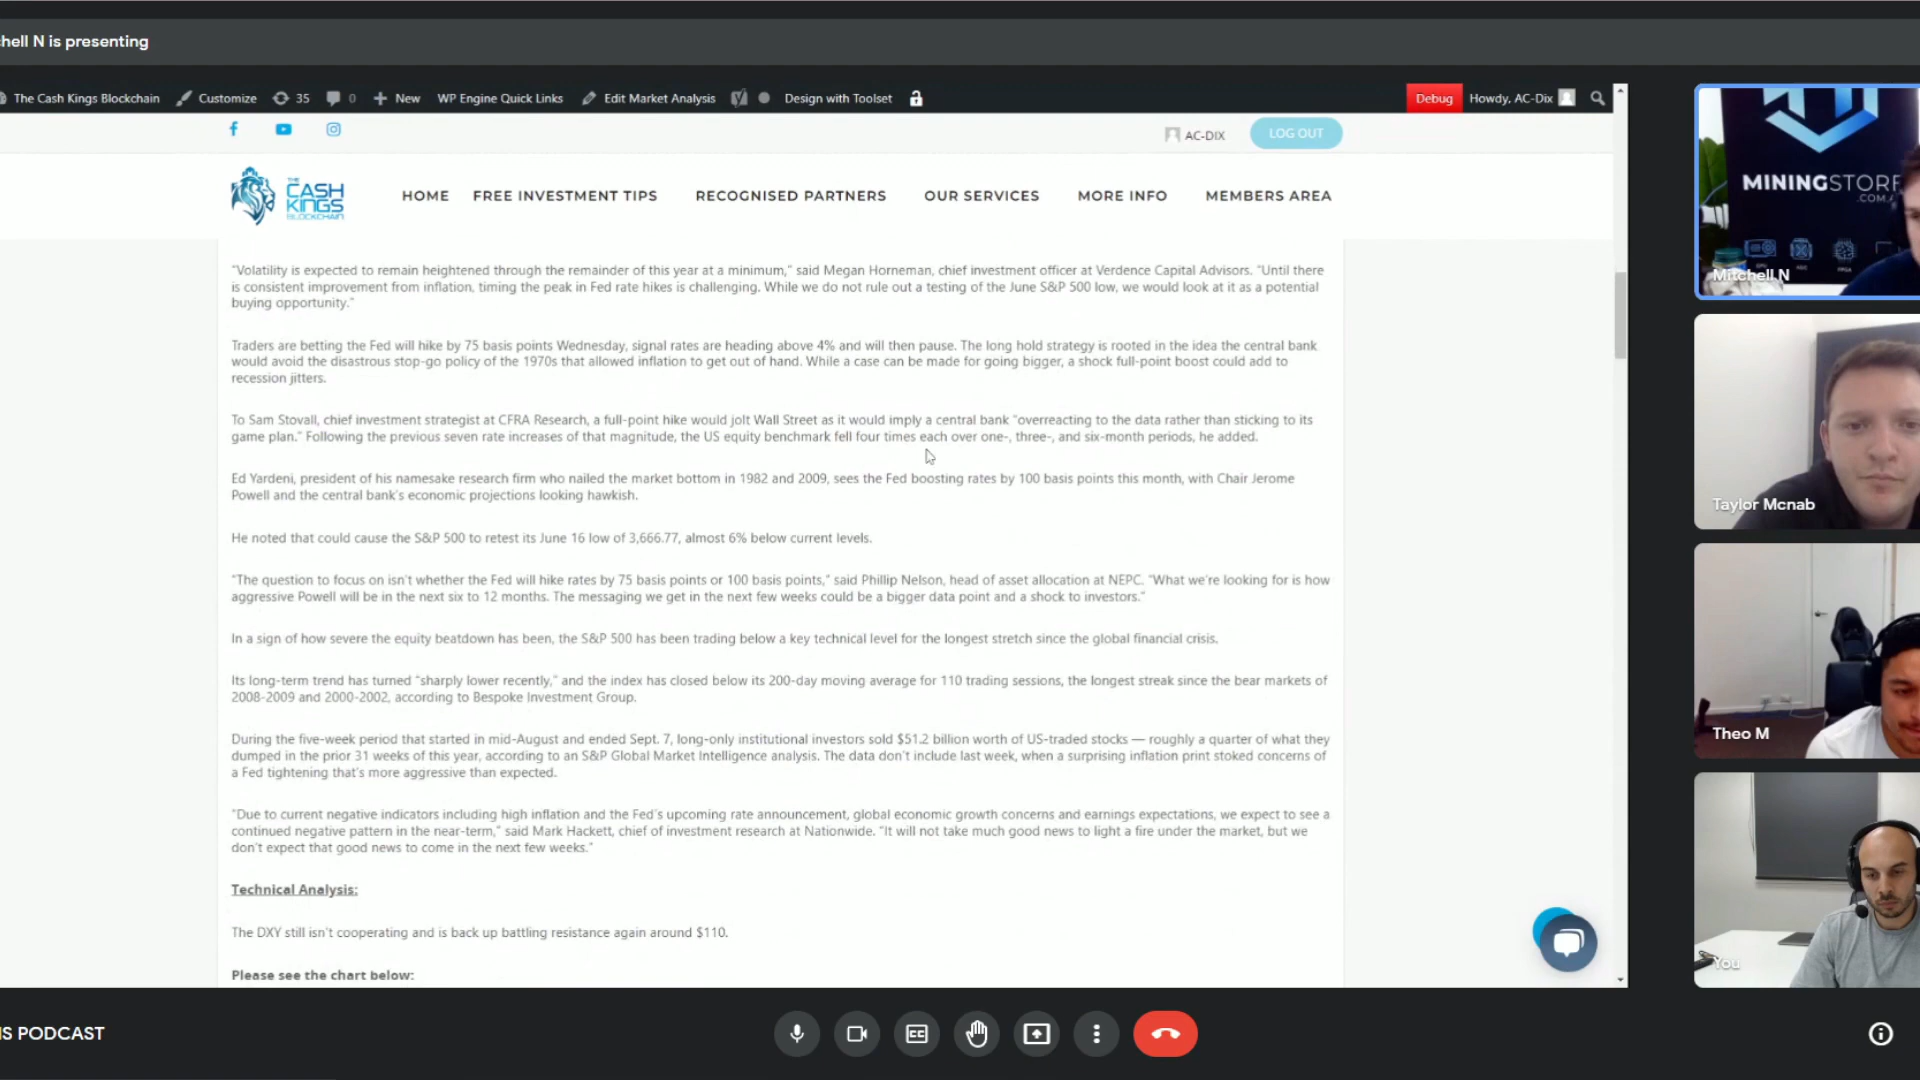 hell N is presenting
The Cash Kings Blockchain Customize 35 0 New WP Engine Quick Links Edit Market Analysis Design with Toolset Debug Howdy, AC-Dix
AC-DIX LOG OUT
THE
CASH
KINGS
BLOCKCHAIN
HOME FREE INVESTMENT TIPS RECOGNISED PARTNERS OUR SERVICES MORE INFO MEMBERS AREA
"Volatility is expected to remain heightened through the remainder of this year at a minimum," said Megan Horneman, chief investment officer at Verdence Capital Advisors. "Until there
is consistent improvement from inflation, timing the peak in Fed rate hikes is challenging. While we do not rule out a testing of the June S&P 500 low, we would look at it as a potential
buying opportunity."
Traders are betting the Fed will hike by 75 basis points Wednesday, signal rates are heading above 4% and will then pause. The long hold strategy is rooted in the idea the central bank
would avoid the disastrous stop-go policy of the 1970s that allowed inflation to get out of hand. While a case can be made for going bigger, a shock full-point boost could add to
recession jitters.
To Sam Stovall, chief investment strategist at CFRA Research, a full-point hike would jolt Wall Street as it would imply a central bank "overreacting to the data rather than sticking to its
game plan." Following the previous seven rate increases of that magnitude, the US equity benchmark fell four times each over one-, three-, and six-month periods, he added.
Ed Yardeni, president of his namesake research firm who nailed the market bottom in 1982 and 2009, sees the Fed boosting rates by 100 basis points this month, with Chair Jerome
Powell and the central bank's economic projections looking hawkish.
He noted that could cause the S&P 500 to retest its June 16 low of 3,666.77, almost 6% below current levels.
"The question to focus on isn't whether the Fed will hike rates by 75 basis points or 100 basis points," said Phillip Nelson, head of asset allocation at NEPC. "What we're looking for is how
aggressive Powell will be in the next six to 12 months. The messaging we get in the next few weeks could be a bigger data point and a shock to investors."
In a sign of how severe the equity beatdown has been, the S&P 500 has been trading below a key technical level for the longest stretch since the global financial crisis.
Its long-term trend has turned "sharply lower recently," and the index has closed below its 200-day moving average for 110 trading sessions, the longest streak since the bear markets of
2008-2009 and 2000-2002, according to Bespoke Investment Group.
During the five-week period that started in mid-August and ended Sept. 7, long-only institutional investors sold $51.2 billion worth of US-traded stocks — roughly a quarter of what they
dumped in the prior 31 weeks of this year, according to an S&P Global Market Intelligence analysis. The data don't include last week, when a surprising inflation print stoked concerns of
a Fed tightening that's more aggressive than expected.
"Due to current negative indicators including high inflation and the Fed's upcoming rate announcement, global economic growth concerns and earnings expectations, we expect to see a
continued negative pattern in the near-term," said Mark Hackett, chief of investment research at Nationwide. "It will not take much good news to light a fire under the market, but we
don't expect that good news to come in the next few weeks."
Technical Analysis:
The DXY still isn't cooperating and is back up battling resistance again around $110.
Please see the chart below:
MININGSTORE
.COM.A
Mitchell N
Taylor Mcnab
Theo M
You
IS PODCAST